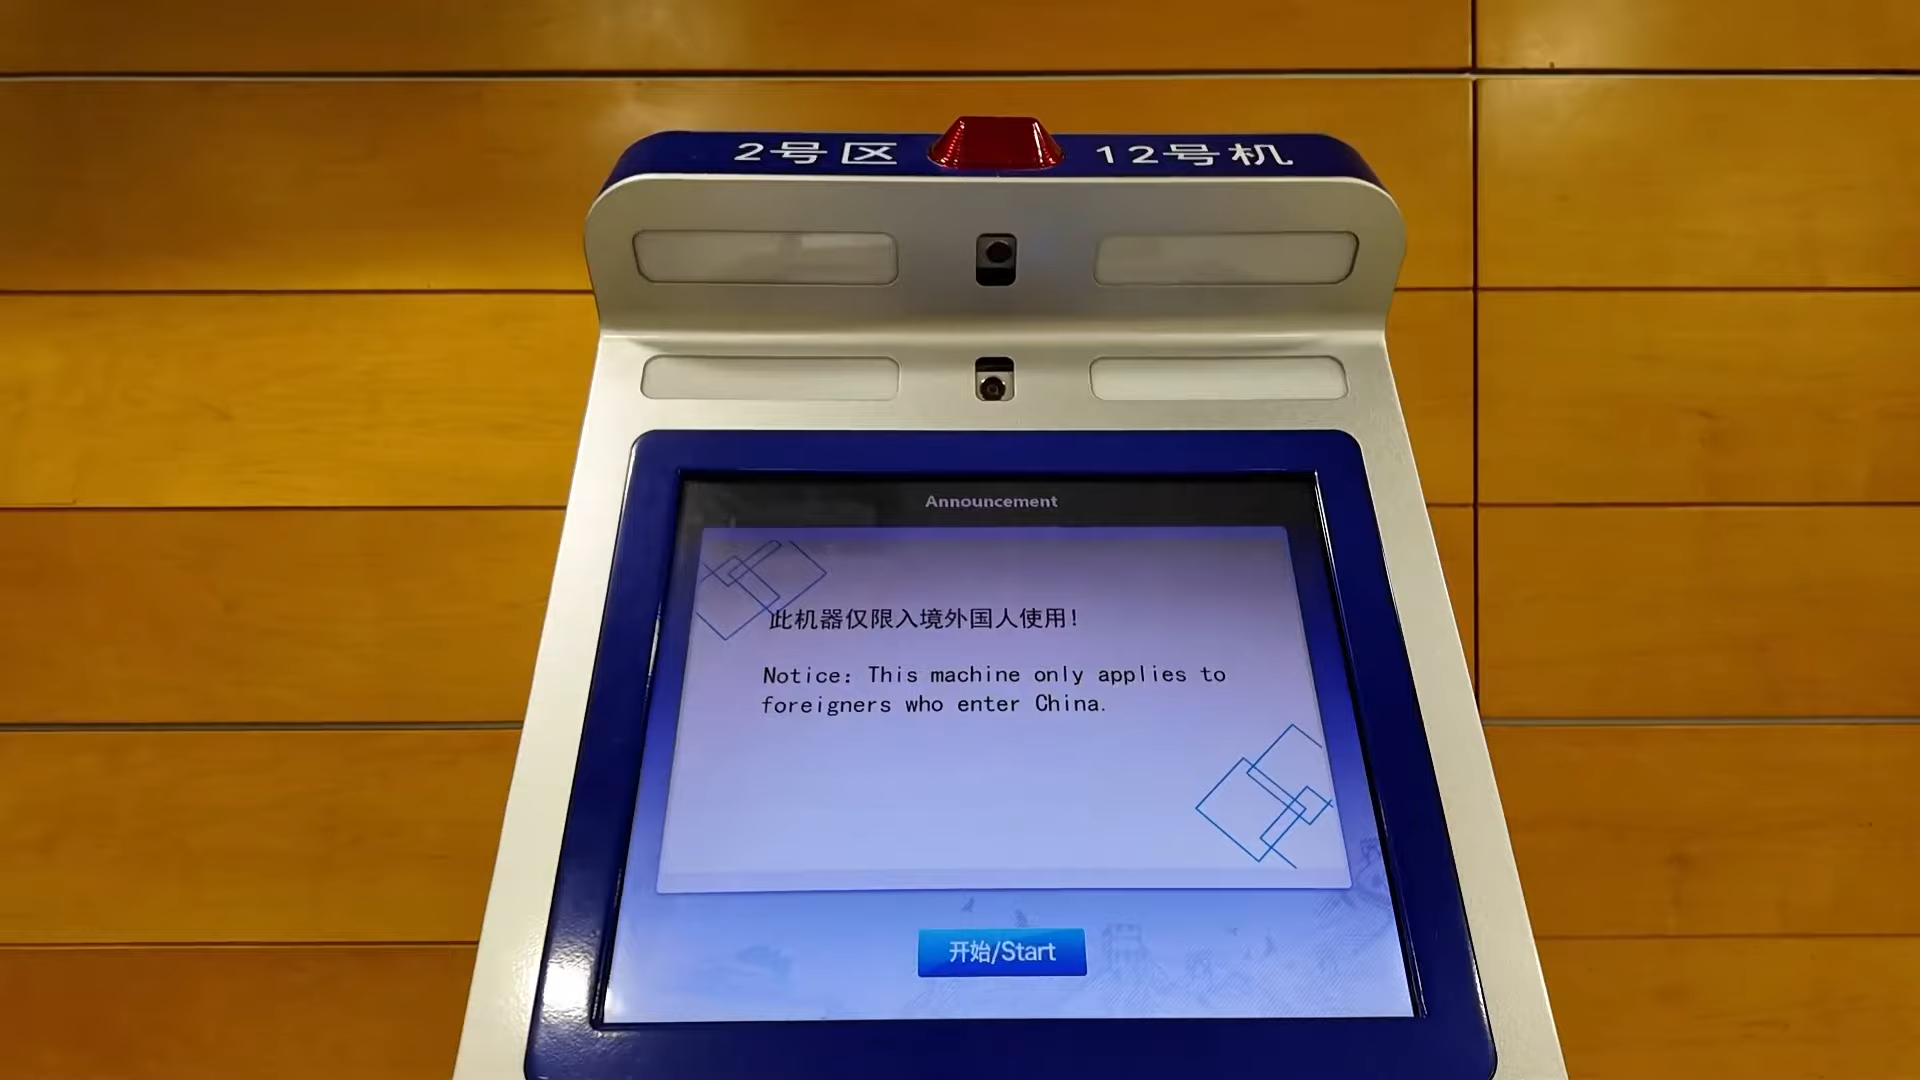 2号区 12号机
Announcement
此机器仅限入境外国人使用!
Notice: This machine only applies to
foreigners who enter China.
开始/Start